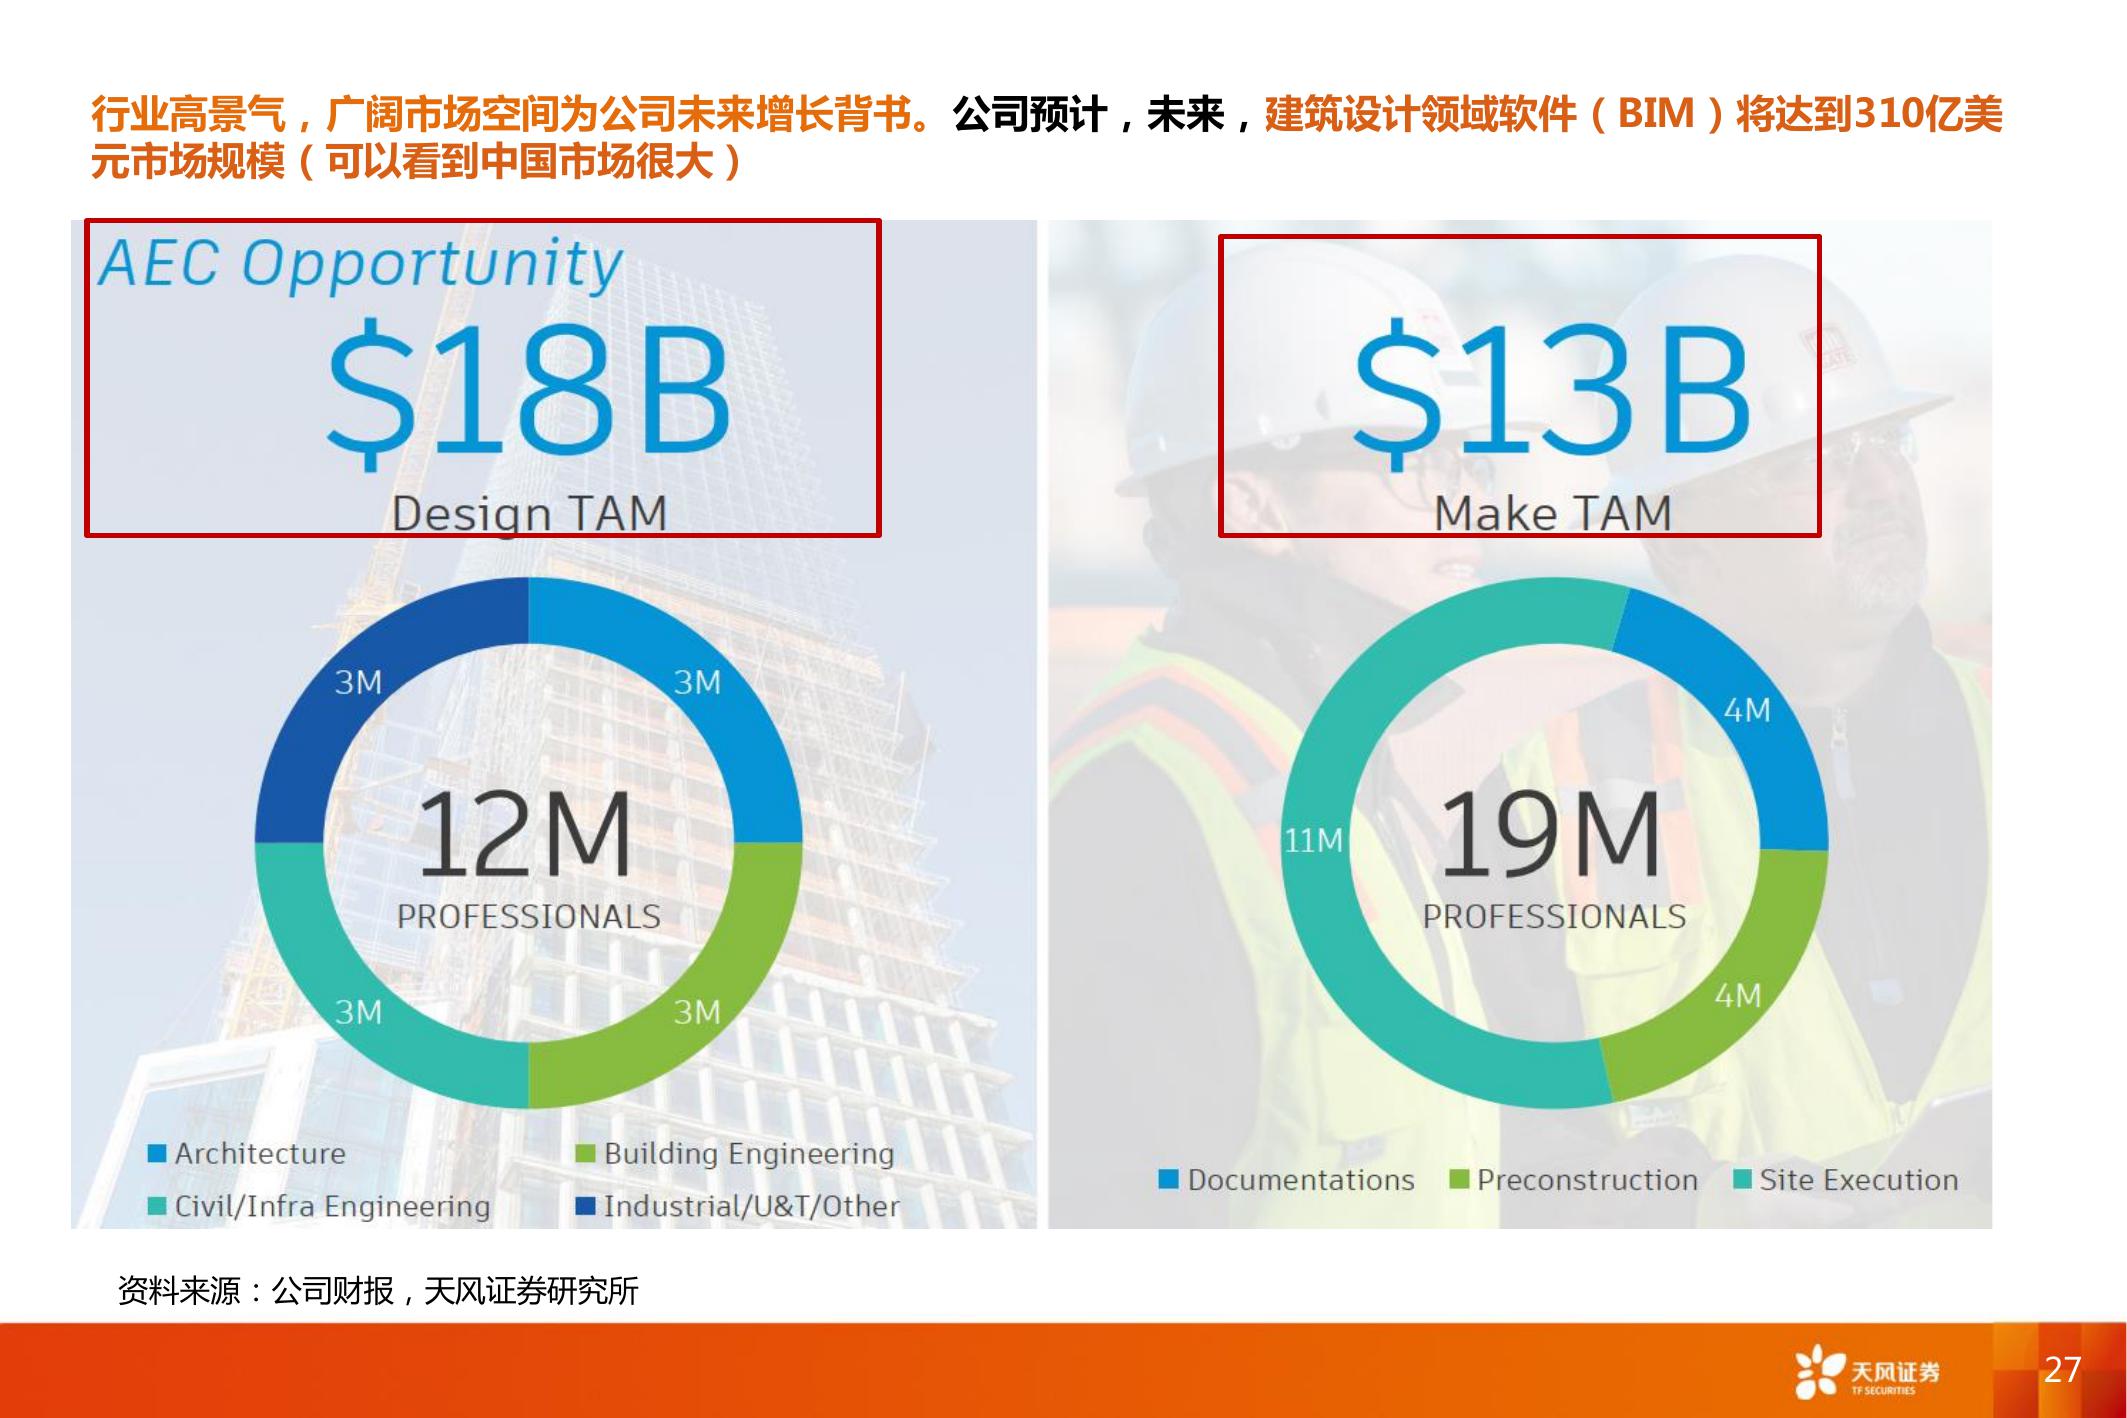 行业高景气，广阔市场空间为公司未来增长背书。公司预计，未来，建筑设计领域软件（BIM）将达到310亿美
元市场规模（可以看到中国市场很大）
AEC Opportunity
$18B
Design TAM
3M
3M
12M
PROFESSIONALS
3M
3M
Architecture
Building Engineering
Civil/Infra Engineering
Industrial/U&T/Other
$13B
Make TAM
4M
11M
19M
PROFESSIONALS
4M
Documentations
Preconstruction
Site Execution
资料来源：公司财报，天风证券研究所
天风证券
TF SECURITIES
27